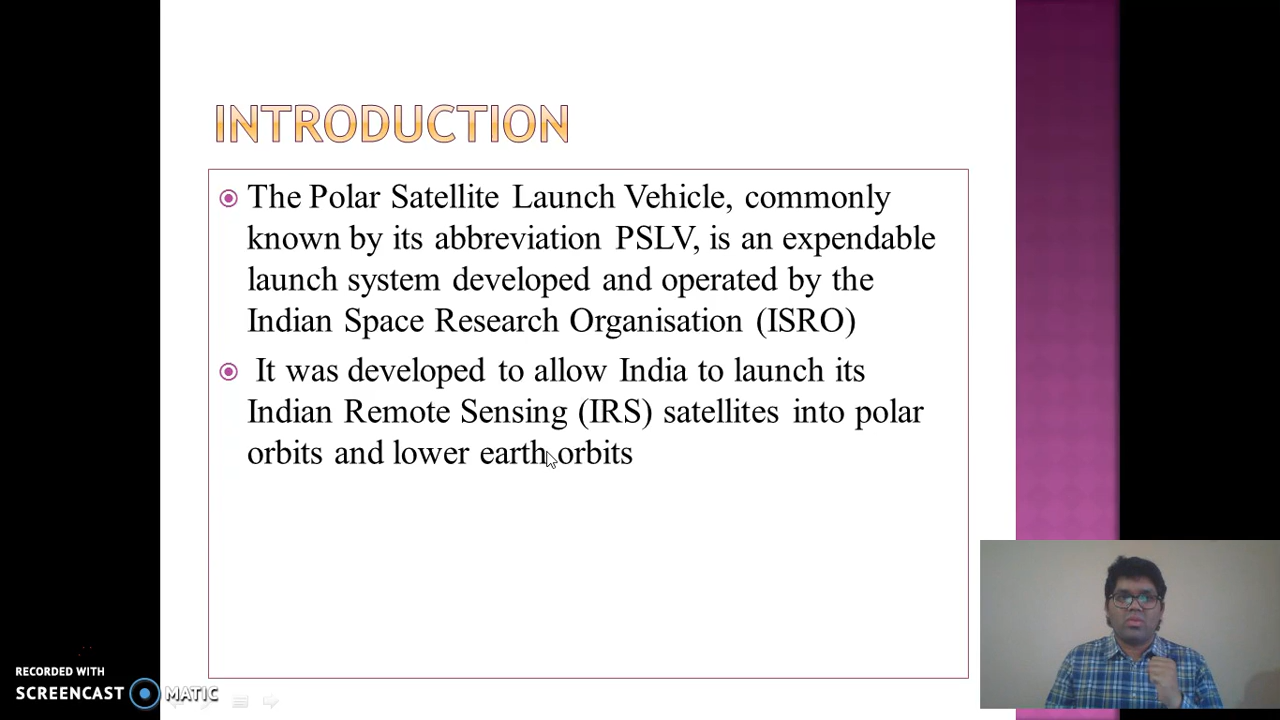 INTRODUCTION
The Polar Satellite Launch Vehicle, commonly
known by its abbreviation PSLV, is an expendable
launch system developed and operated by the
Indian Space Research Organisation (ISRO)
It was developed to allow India to launch its
Indian Remote Sensing (IRS) satellites into polar
orbits and lower earth orbits
RECORDED WITH
SCREENCAST MATIC